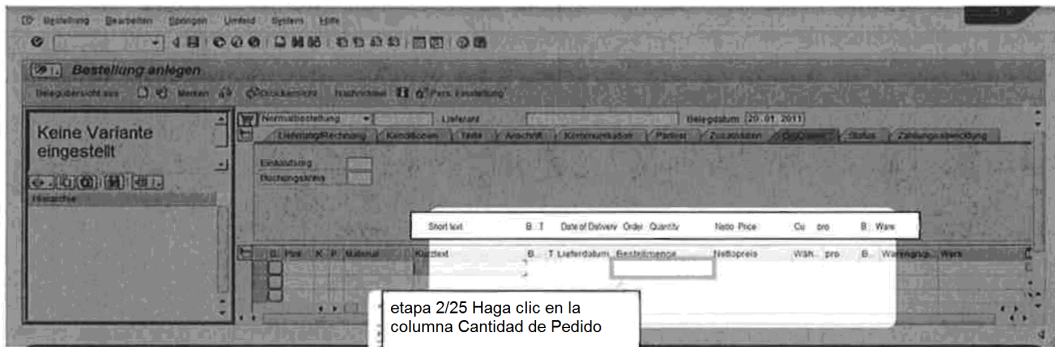 Bestellung Bearbeiten Springen Umfeld System Hilfe
Bestellung anlegen
Belegübersicht aus Merken Druckansicht Nachrichten Pers. Einstellung
Normalbestellung Lieferant Belegdatum 20.01.2011
Keine Variante
eingestellt
Lieferung/Rechnung Konditionen Texte Anschrift Kommunikation Partner Zusatzdaten Status Zahlungsabwicklung
Einkaufsorg
Buchungskreis
Hierarchie
Short text B.. T Date of Delivery Order Quantity Netto Price Cu pro B.. Ware
Pos K P Material Kurztext B.. T Lieferdatum Bestellmenge Nettopreis Wäh.. pro B.. Warengrup.. Werk
etapa 2/25 Haga clic en la
columna Cantidad de Pedido